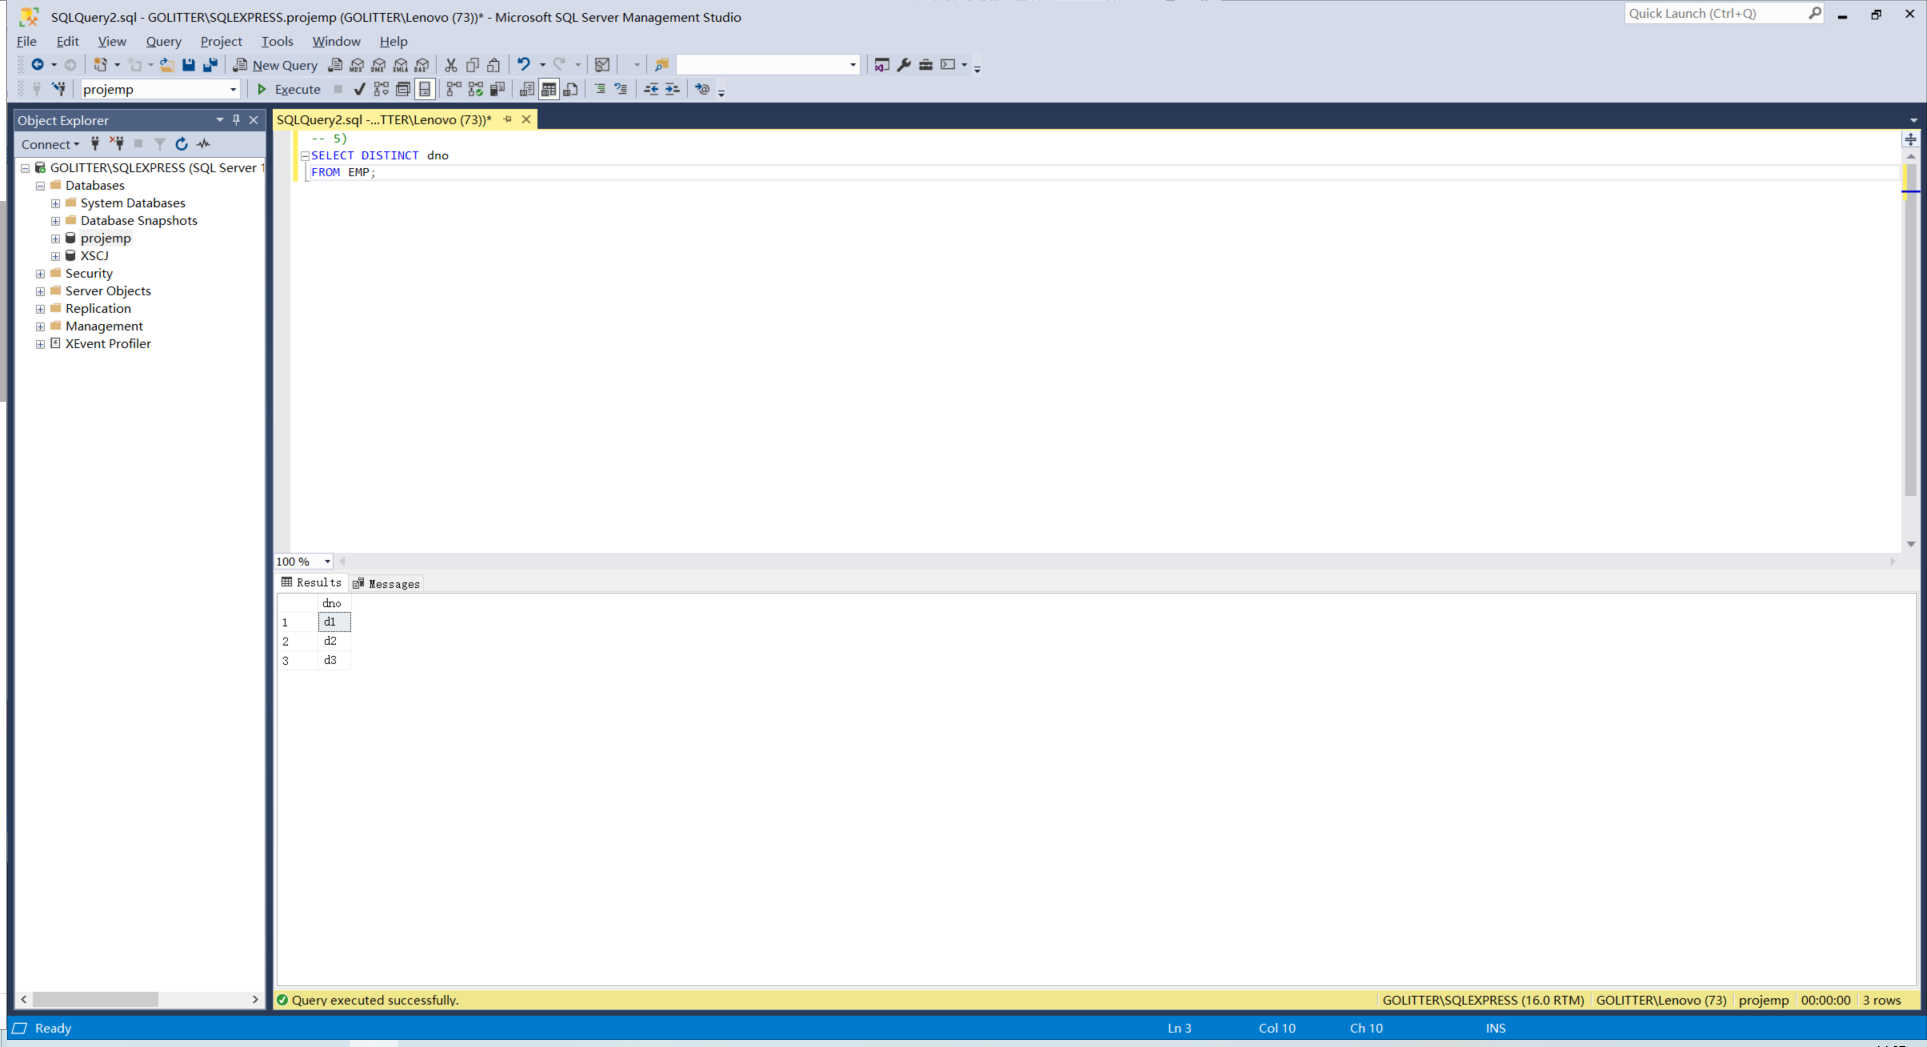 SQLQuery2.sql - GOLITTER\SQLEXPRESS.projemp (GOLITTER\Lenovo (73))* - Microsoft SQL Server Management Studio
Quick Launch (Ctrl+Q)
File Edit View Query Project Tools Window Help
New Query MDX DMX XMLA DAX
projemp Execute
Object Explorer
SQLQuery2.sql -...TTER\Lenovo (73))*
Connect
GOLITTER\SQLEXPRESS (SQL Server 1
Databases
System Databases
Database Snapshots
projemp
XSCJ
Security
Server Objects
Replication
Management
XEvent Profiler
-- 5)
SELECT DISTINCT dno
FROM EMP;
100 %
Results Messages
dno
1 d1
2 d2
3 d3
Query executed successfully. GOLITTER\SQLEXPRESS (16.0 RTM) GOLITTER\Lenovo (73) projemp 00:00:00 3 rows
Ready Ln 3 Col 10 Ch 10 INS